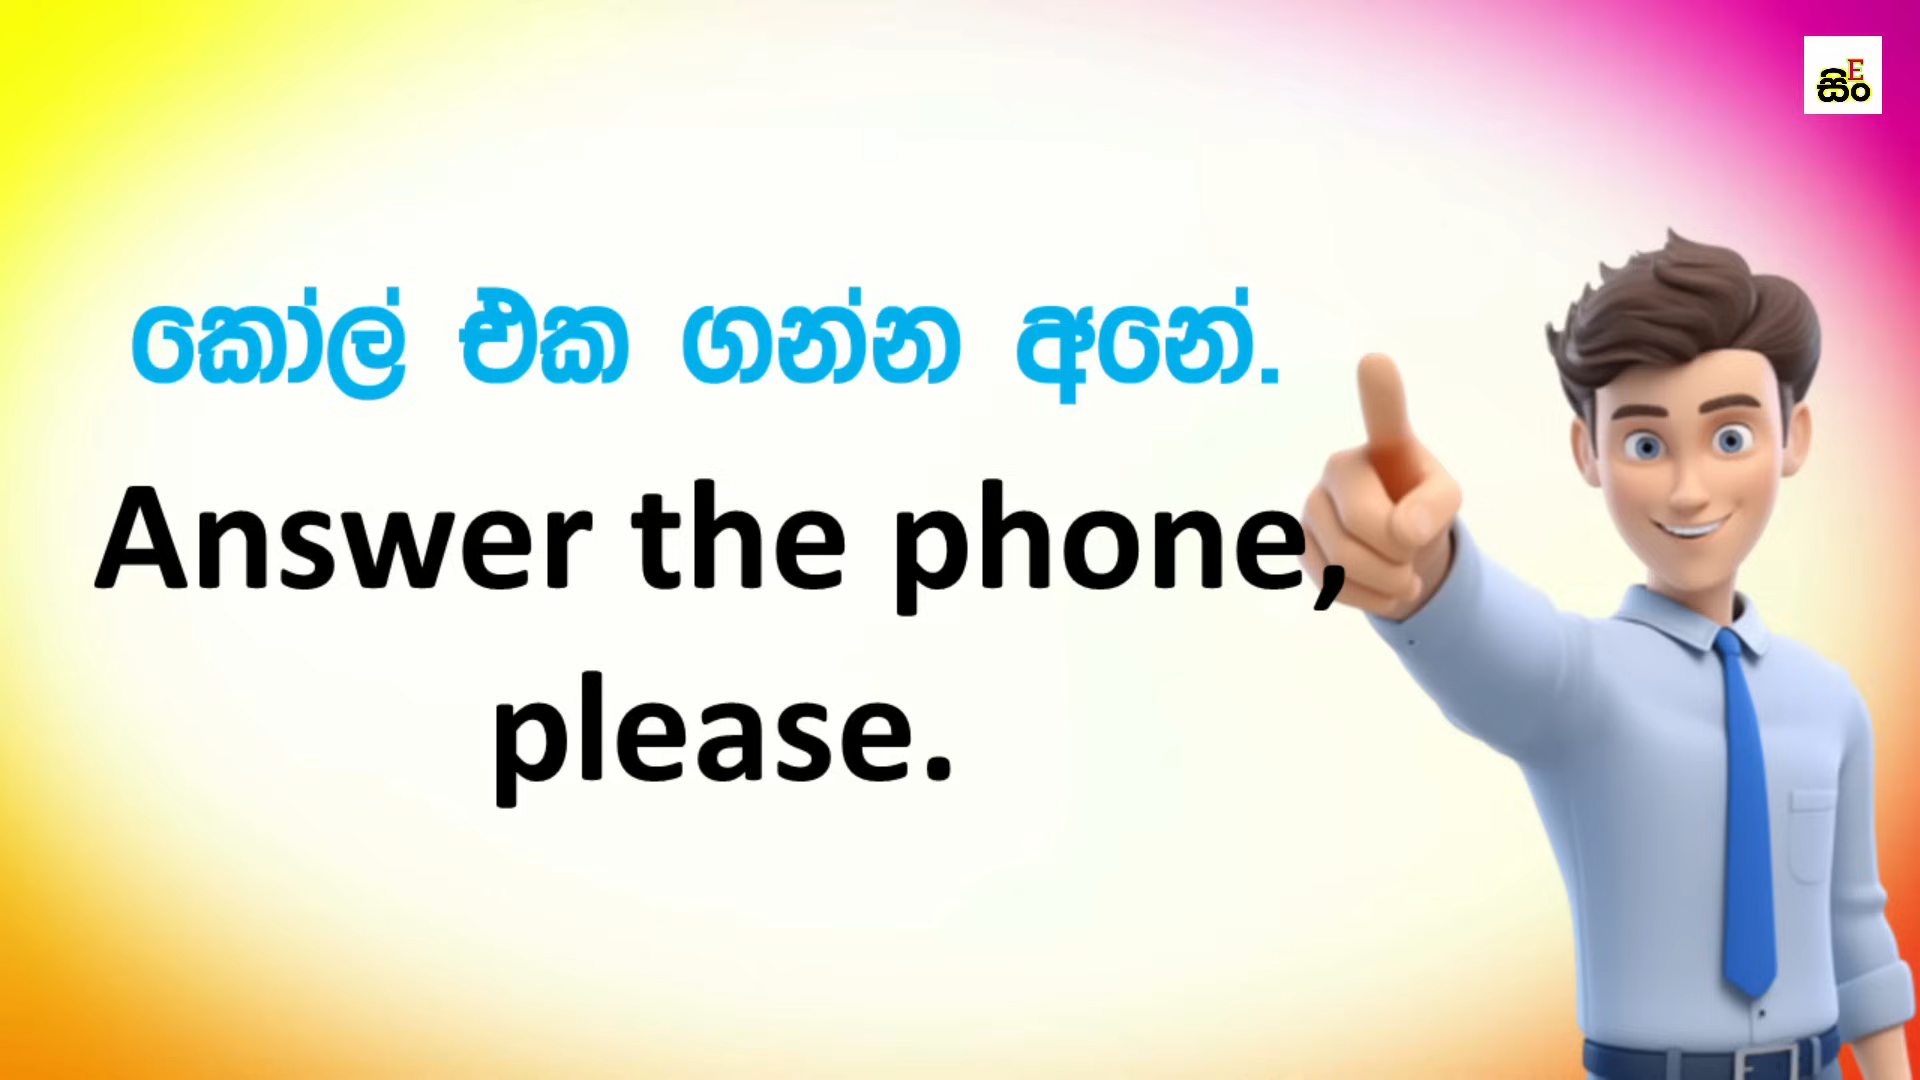 සිං
E
කෝල් එක ගන්න අනේ.
Answer the phone,
please.